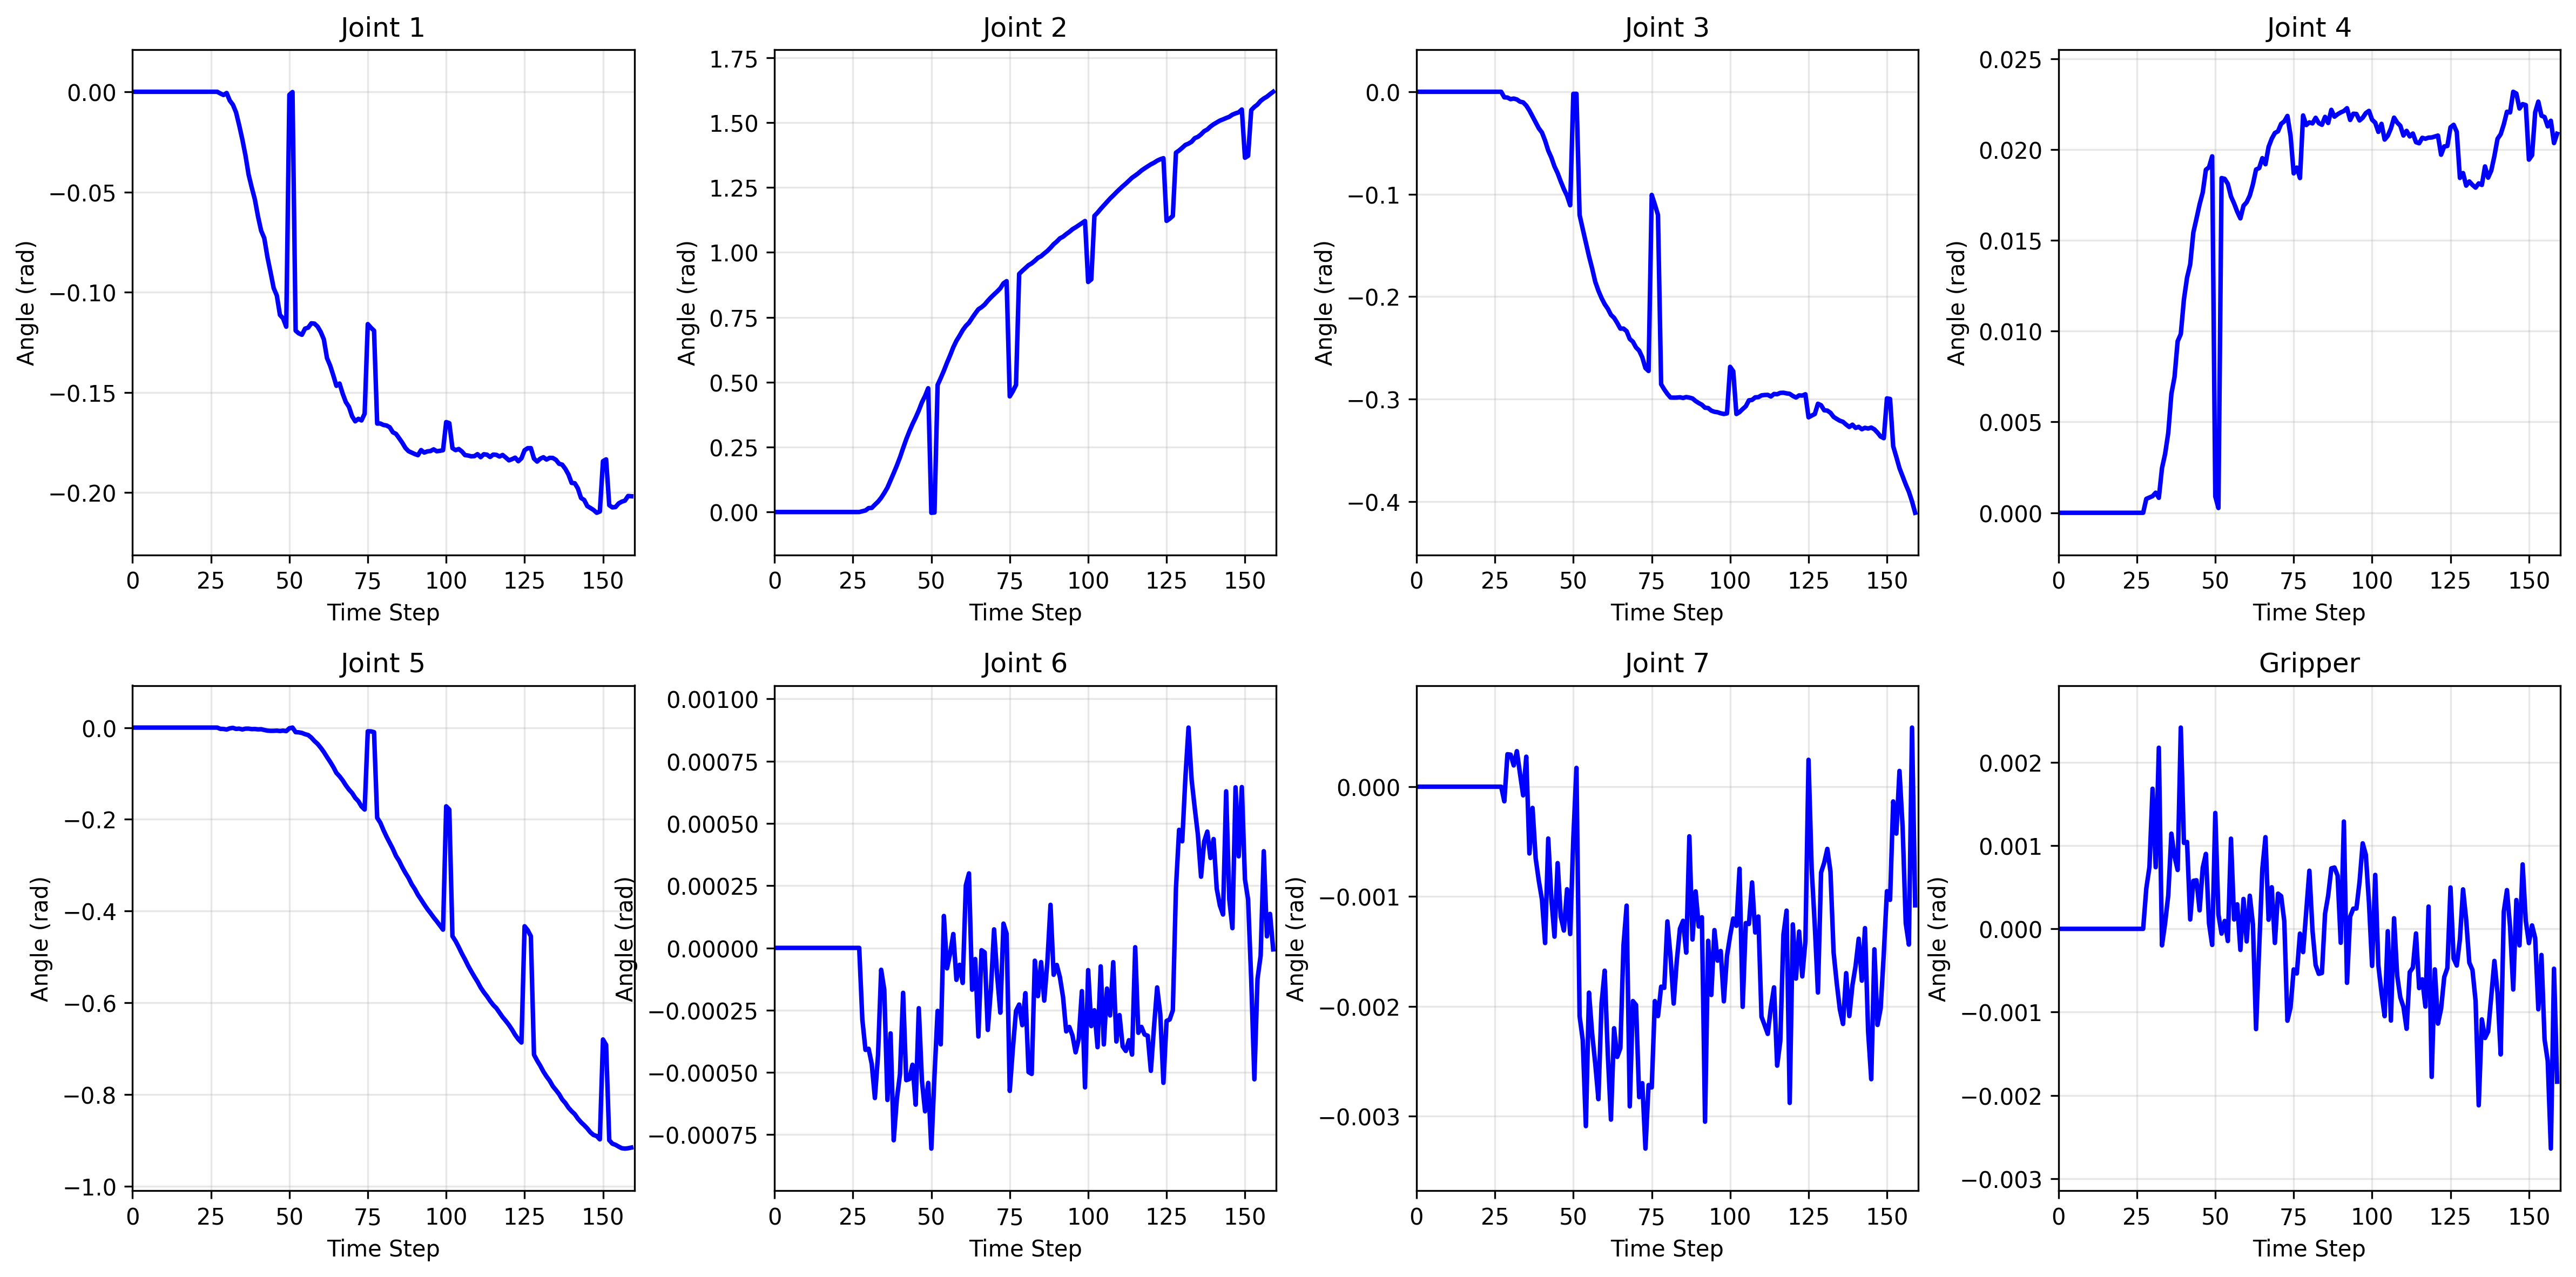 Joint 1
Angle (rad)
0.00
−0.05
−0.10
−0.15
−0.20
0 25 50 75 100 125 150
Time Step
Joint 2
Angle (rad)
1.75
1.50
1.25
1.00
0.75
0.50
0.25
0.00
0 25 50 75 100 125 150
Time Step
Joint 3
Angle (rad)
0.0
−0.1
−0.2
−0.3
−0.4
0 25 50 75 100 125 150
Time Step
Joint 4
Angle (rad)
0.025
0.020
0.015
0.010
0.005
0.000
0 25 50 75 100 125 150
Time Step
Joint 5
Angle (rad)
0.0
−0.2
−0.4
−0.6
−0.8
−1.0
0 25 50 75 100 125 150
Time Step
Joint 6
Angle (rad)
0.00100
0.00075
0.00050
0.00025
0.00000
−0.00025
−0.00050
−0.00075
0 25 50 75 100 125 150
Time Step
Joint 7
Angle (rad)
0.000
−0.001
−0.002
−0.003
0 25 50 75 100 125 150
Time Step
Gripper
Angle (rad)
0.002
0.001
0.000
−0.001
−0.002
−0.003
0 25 50 75 100 125 150
Time Step